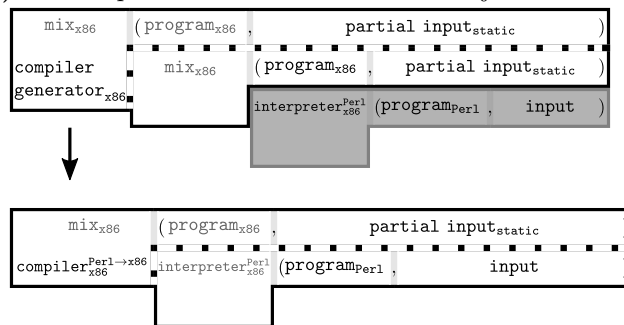 mix_x86 (program_x86, partial input_static)
compiler generator_x86 mix_x86 (program_x86, partial input_static)
interpreter^Perl_x86 (program_Perl, input)
mix_x86 (program_x86, partial input_static)
compiler^Perl→x86_x86 interpreter^Perl_x86 (program_Perl, input